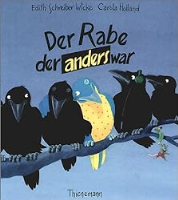 Edith Schreiber-Wicke Carola Holland
Der Rabe
der anders war
Thienemann